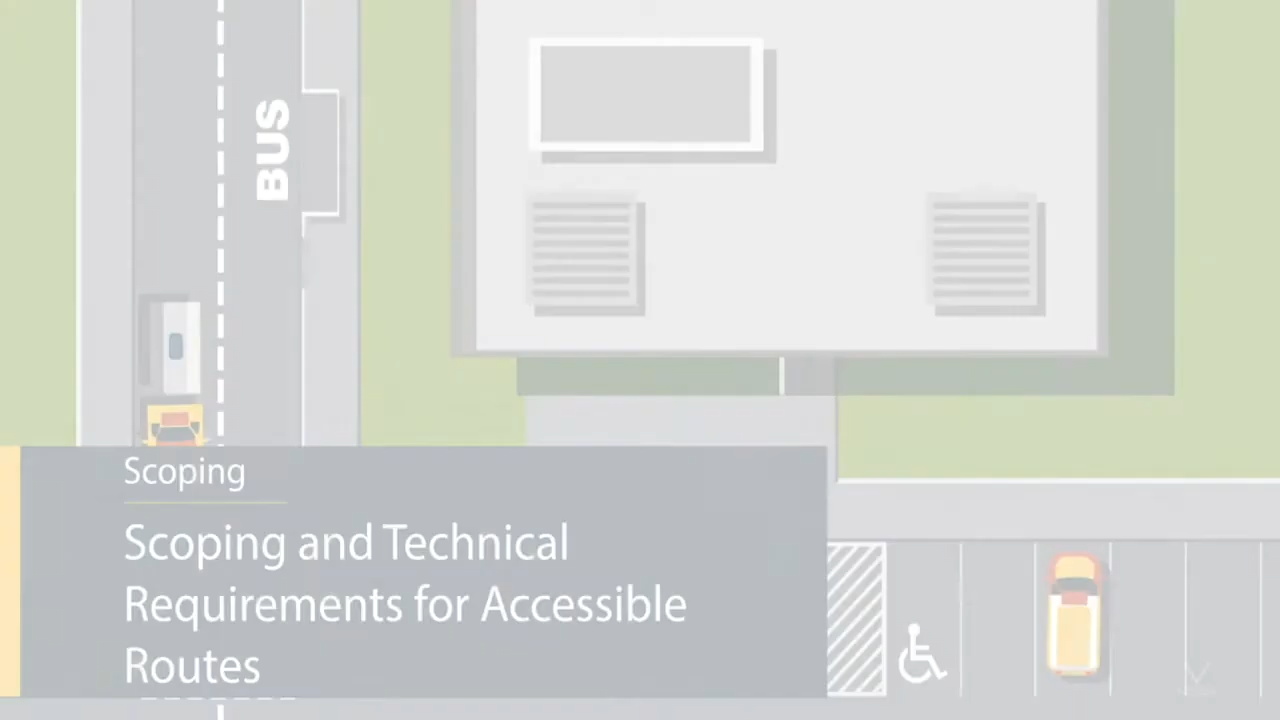 BUS
Scoping
Scoping and Technical
Requirements for Accessible
Routes